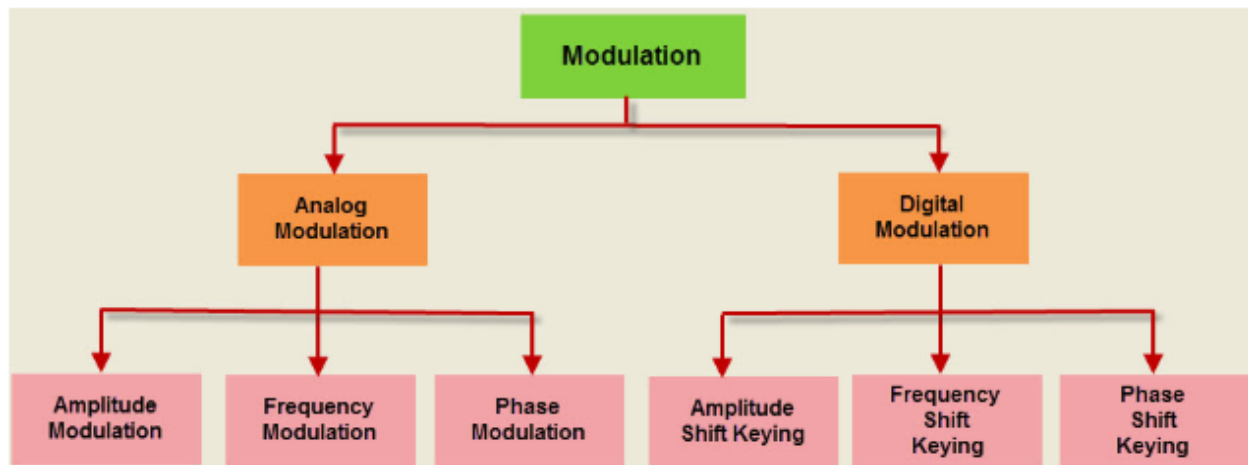 Modulation
Analog
Modulation
Digital
Modulation
Amplitude
Modulation
Frequency
Modulation
Phase
Modulation
Amplitude
Shift Keying
Frequency
Shift
Keying
Phase
Shift
Keying